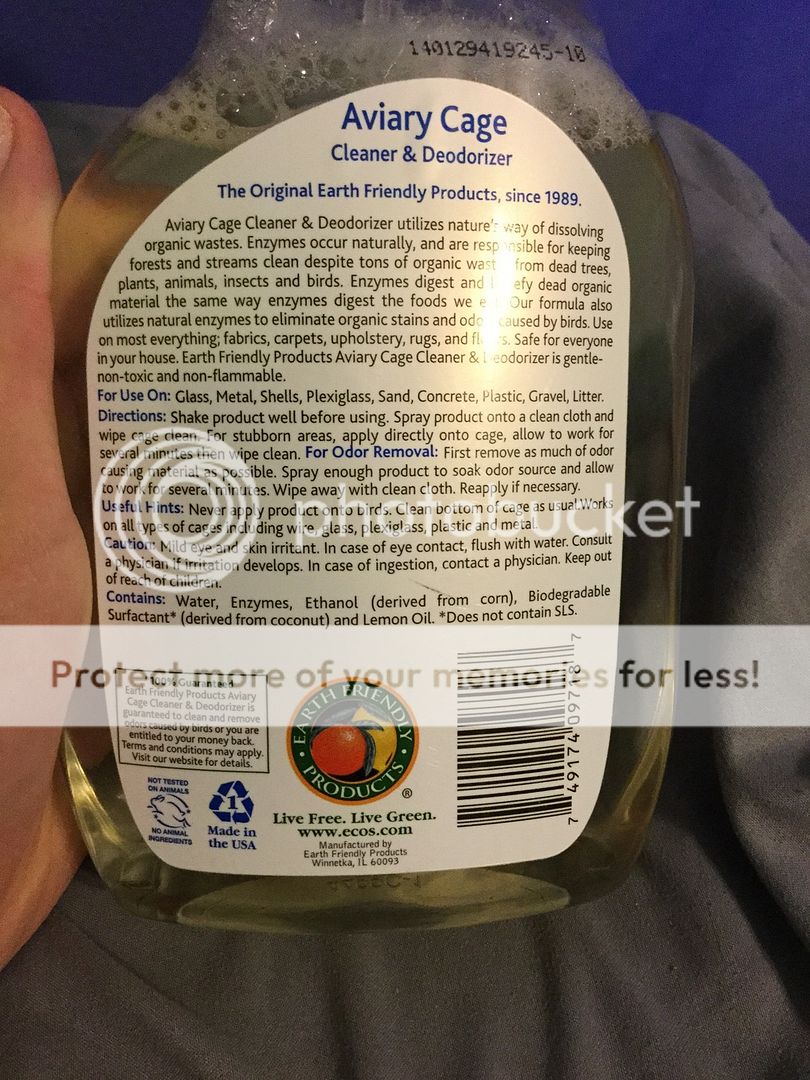 140129419245-10
Aviary Cage
Cleaner & Deodorizer
The Original Earth Friendly Products, since 1989.
Aviary Cage Cleaner & Deodorizer utilizes nature's way of dissolving
organic wastes. Enzymes occur naturally, and are responsible for keeping
forests and streams clean despite tons of organic wast from dead trees,
plants, animals, insects and birds. Enzymes digest and efy dead organic
material the same way enzymes digest the foods we e Our formula also
utilizes natural enzymes to eliminate organic stains and odo caused by birds. Use
on most everything; fabrics, carpets, upholstery, rugs, and fl s. Safe for everyone
in your house. Earth Friendly Products Aviary Cage Cleaner & Deodorizer is gentle-
non-toxic and non-flammable.
For Use On: Glass, Metal, Shells, Plexiglass, Sand, Concrete, Plastic, Gravel, Litter.
Directions: Shake product well before using. Spray product onto a clean cloth and
wipe cage clean. For stubborn areas, apply directly onto cage, allow to work for
several minutes then wipe clean. For Odor Removal: First remove as much of odor
causing material as possible. Spray enough product to soak odor source and allow
to work for several minutes. Wipe away with clean cloth. Reapply if necessary.
Useful Hints: Never apply product onto birds. Clean bottom of cage as usual.Works
on all types of cages including wire, glass, plexiglass, plastic and metal.
Caution: Mild eye and skin irritant. In case of eye contact, flush with water. Consult
a physician if irritation develops. In case of ingestion, contact a physician. Keep out
of reach of children.
Contains: Water, Enzymes, Ethanol (derived from corn), Biodegradable
Surfactant* (derived from coconut) and Lemon Oil. *Does not contain SLS.
photobucket
Protect more of your memories for less!
100% Guaranteed
Earth Friendly Products Aviary
Cage Cleaner & Deodorizer is
guaranteed to clean and remove
odors caused by birds or you are
entitled to your money back.
Terms and conditions may apply.
Visit our website for details.
NOT TESTED
ON ANIMALS
NO ANIMAL
INGREDIENTS
1
Made in
the USA
EARTH FRIENDLY
PRODUCTS
®
Live Free. Live Green.
www.ecos.com
Manufactured by
Earth Friendly Products
Winnetka, IL 60093
7 49174 09748 7